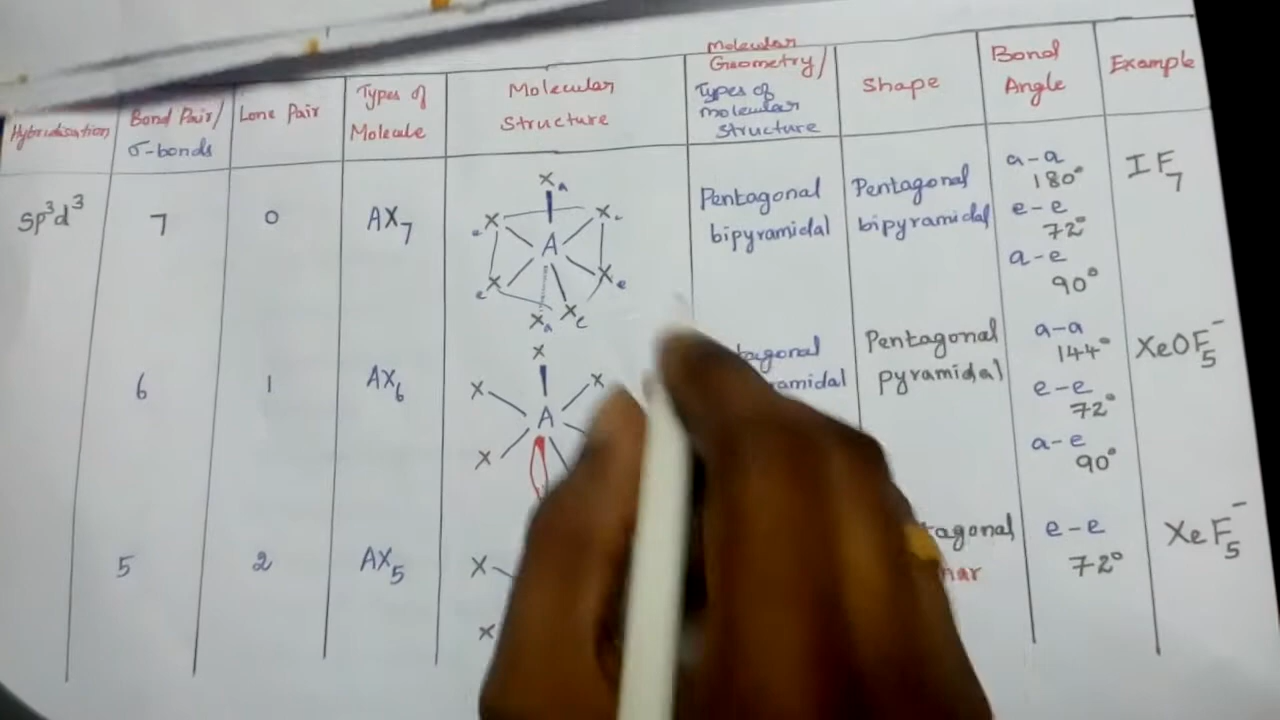 Hybridisation
Bond Pair/
σ-bonds
Lone Pair
Types of
Molecule
Molecular
Structure
Molecular
Geometry/
Types of
molecular
structure
Shape
Bond
Angle
Example
Sp³d³
7
0
AX₇
X a
X e
X
A
X e
X e
X a
X e
Pentagonal
bipyramidal
Pentagonal
bipyramidal
a-a
180°
e-e
72°
a-e
90°
IF₇
6
1
AX₆
X
X
X
A
X
Pentagonal
pyramidal
a-a
144°
e-e
72°
a-e
90°
XeOF₅⁻
5
2
AX₅
X
X
e-e
72°
XeF₅⁻